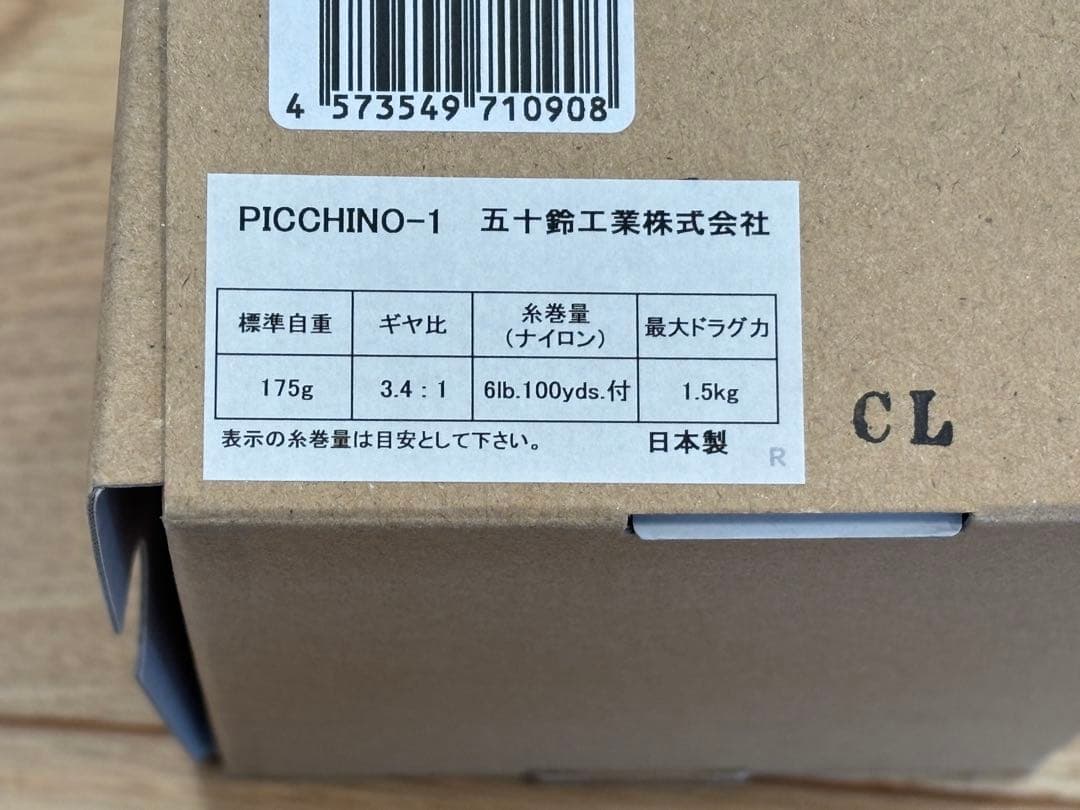 4 573549 710908
PICCHINO-1 五十鈴工業株式会社
標準自重 ギヤ比 糸巻量（ナイロン） 最大ドラグ力
175g 3.4：1 6lb.100yds.付 1.5kg
表示の糸巻量は目安として下さい。 日本製 R
CL